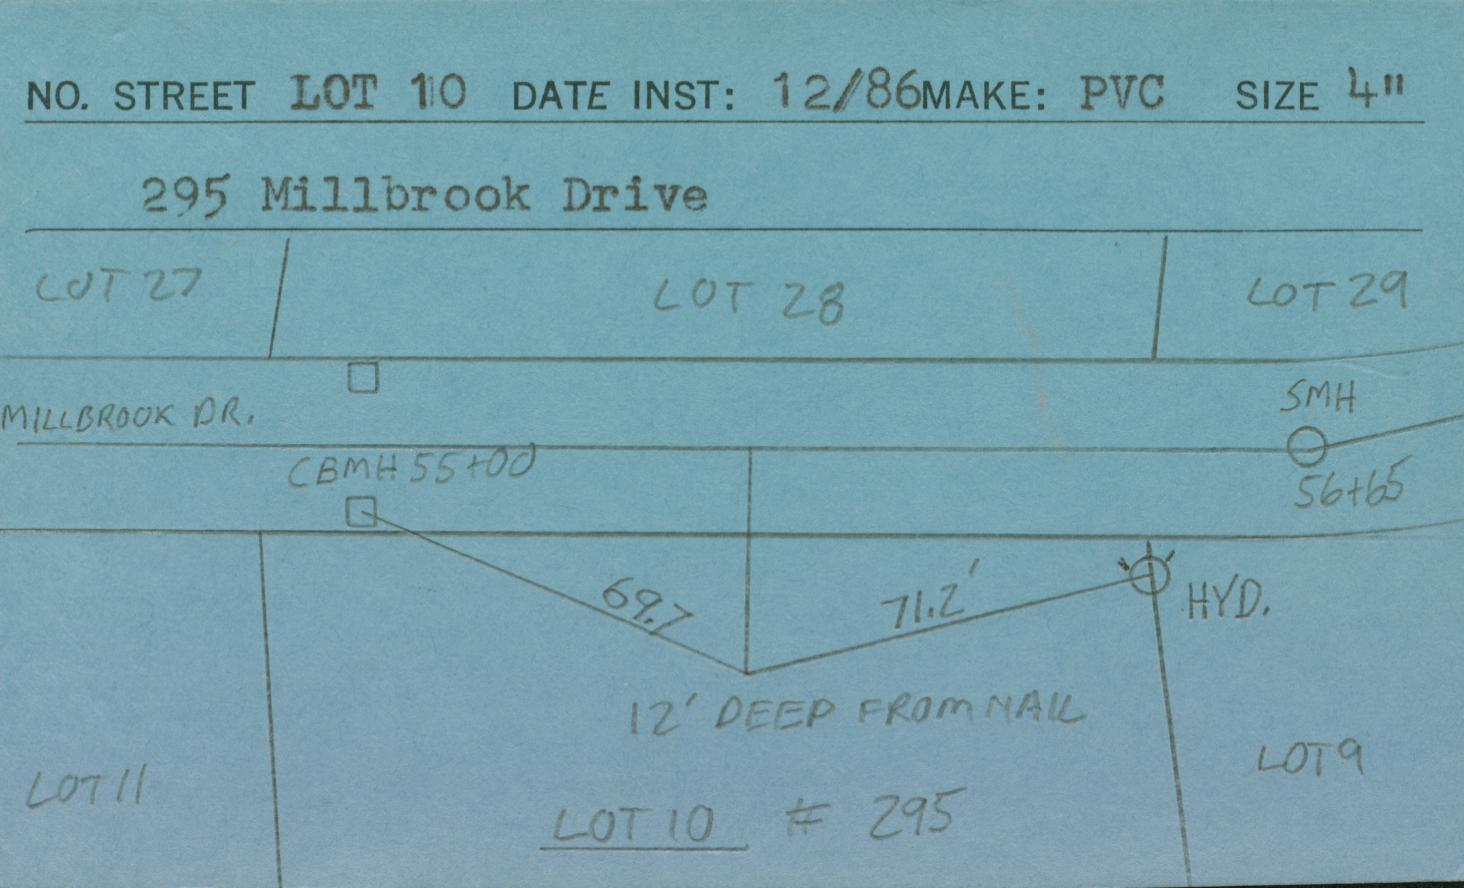 NO. STREET LOT 10 DATE INST: 12/86 MAKE: PVC SIZE 4"
295 Millbrook Drive
LOT 27 LOT 28 LOT 29
SMH
MILLBROOK DR.
CBMH 55+00
56+65
69.7
71.2'
HYD.
12' DEEP FROM NAIL
LOT 11
LOT 9
LOT 10 # 295